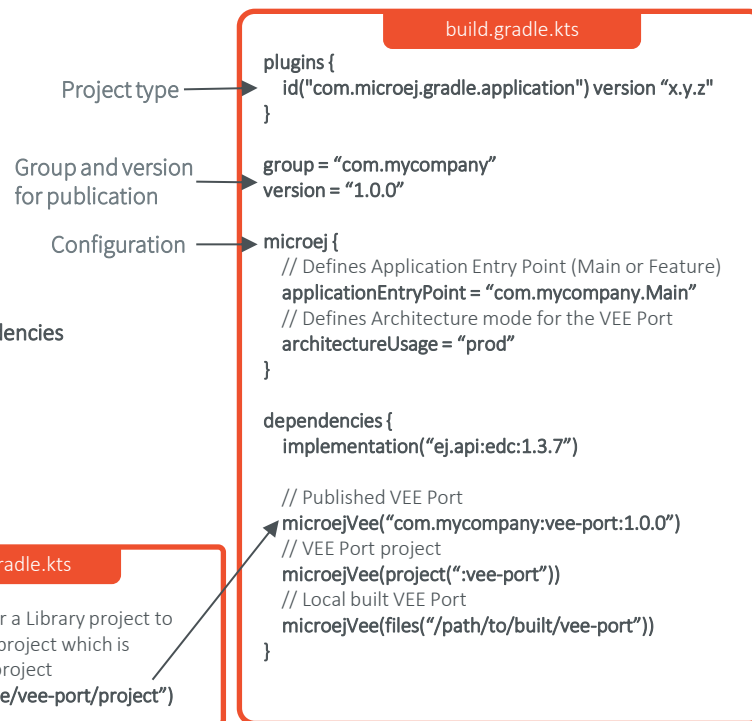 build.gradle.kts
plugins {
id("com.microej.gradle.application") version “x.y.z"
}
group = “com.mycompany”
version = “1.0.0”
microej {
// Defines Application Entry Point (Main or Feature)
applicationEntryPoint = “com.mycompany.Main”
// Defines Architecture mode for the VEE Port
architectureUsage = “prod”
}
dependencies {
implementation(“ej.api:edc:1.3.7”)
// Published VEE Port
microejVee(“com.mycompany:vee-port:1.0.0”)
// VEE Port project
microejVee(project(“:vee-port”))
// Local built VEE Port
microejVee(files(“/path/to/built/vee-port”))
}
Project type
Group and version
for publication
Configuration
lencies
radle.kts
r a Library project to
project which is
project
e/vee-port/project”)